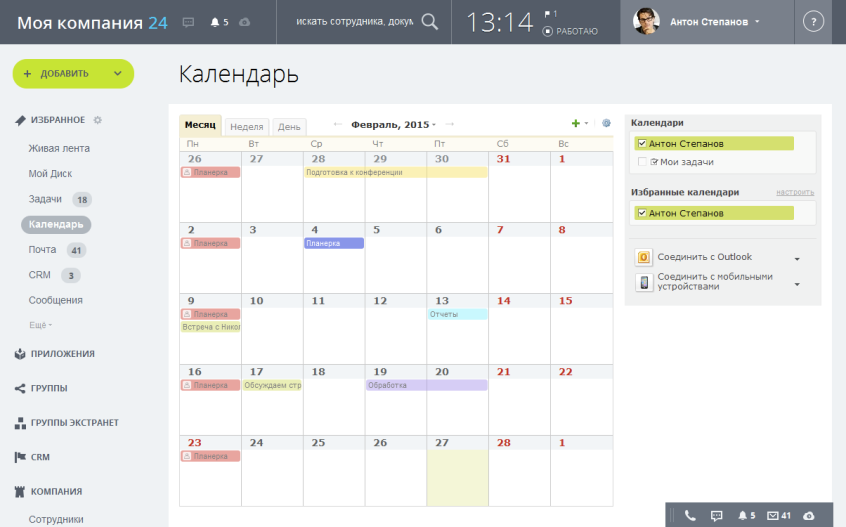 Моя компания 24
5
искать сотрудника, докум
13:14
1
РАБОТАЮ
Антон Степанов
?
+ ДОБАВИТЬ
ИЗБРАННОЕ
Живая лента
Мой Диск
Задачи 18
Календарь
Почта 41
CRM 3
Сообщения
Ещё
ПРИЛОЖЕНИЯ
ГРУППЫ
ГРУППЫ ЭКСТРАНЕТ
CRM
КОМПАНИЯ
Сотрудники
Календарь
Месяц Неделя День
Февраль, 2015
Пн Вт Ср Чт Пт Сб Вс
26 27 28 29 30 31 1
Планерка Подготовка к конференции
2 3 4 5 6 7 8
Планерка Планерка
9 10 11 12 13 14 15
Планерка Отчеты
Встреча с Никол
16 17 18 19 20 21 22
Планерка Обсуждаем стр Обработка
23 24 25 26 27 28 1
Планерка
Календари
Антон Степанов
Мои задачи
Избранные календари настроить
Антон Степанов
Соединить с Outlook
Соединить с мобильными
устройствами
5 41